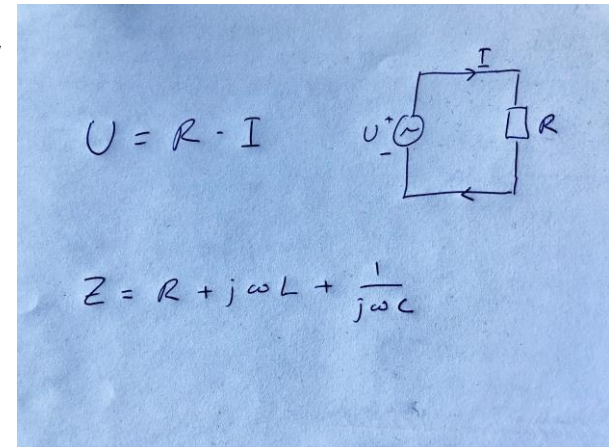 U = R · I
I
U + ~ -
R
Z = R + jωL + 1/jωC